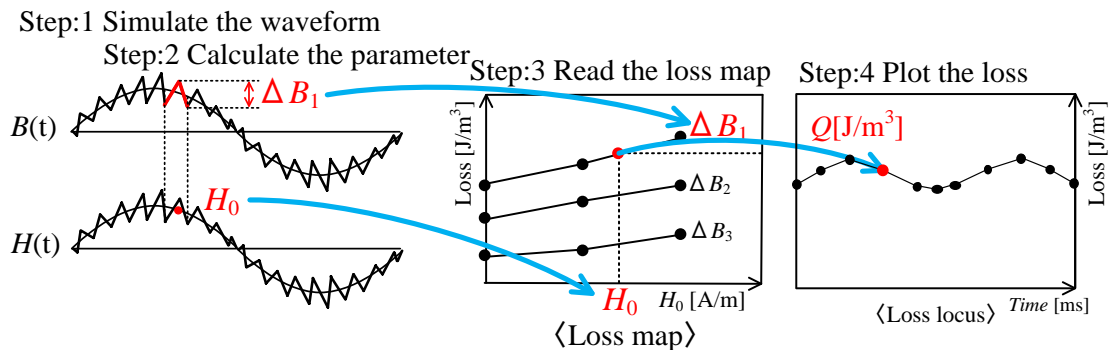 Step:1 Simulate the waveform
Step:2 Calculate the parameter
ΔB₁
B(t)
H₀
H(t)
Step:3 Read the loss map
Loss [J/m³]
ΔB₁
ΔB₂
ΔB₃
H₀
H₀ [A/m]
〈Loss map〉
Step:4 Plot the loss
Q[J/m³]
Loss [J/m³]
Time [ms]
〈Loss locus〉